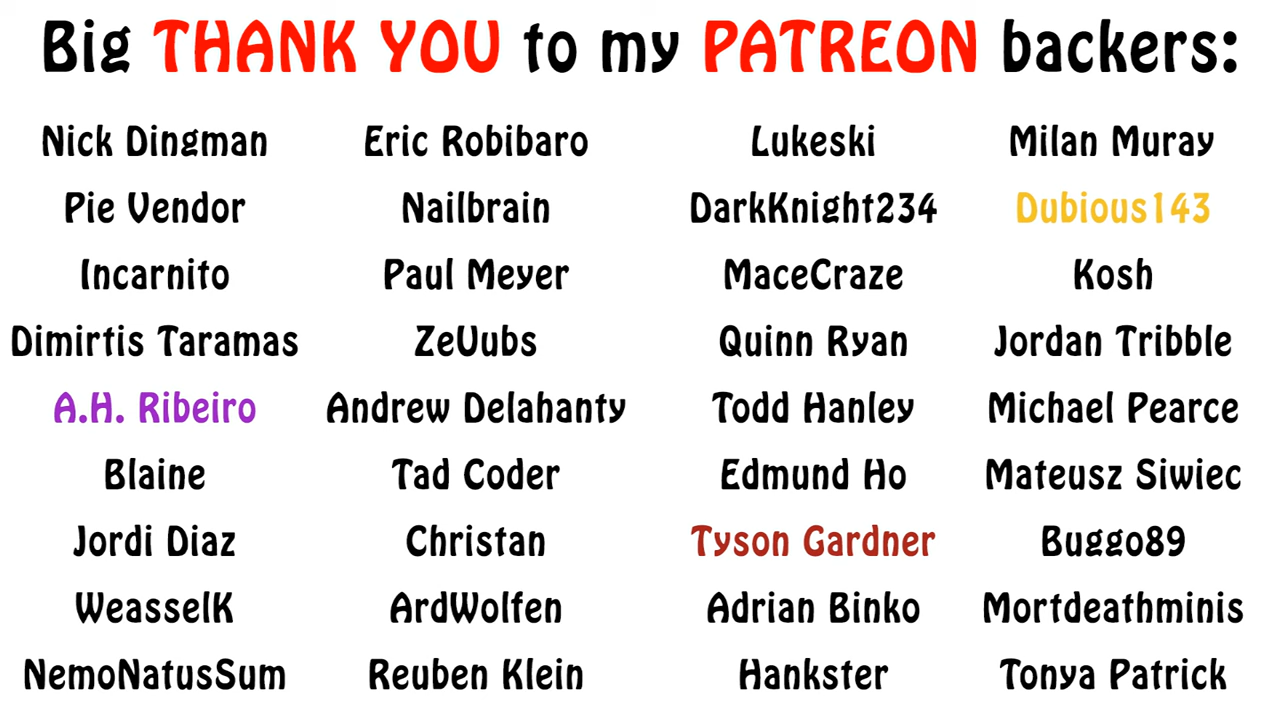 Big THANK YOU to my PATREON backers:
Nick Dingman Eric Robibaro Lukeski Milan Muray
Pie Vendor Nailbrain DarkKnight234 Dubious143
Incarnito Paul Meyer MaceCraze Kosh
Dimirtis Taramas ZeVubs Quinn Ryan Jordan Tribble
A.H. Ribeiro Andrew Delahanty Todd Hanley Michael Pearce
Blaine Tad Coder Edmund Ho Mateusz Siwiec
Jordi Diaz Christan Tyson Gardner Buggo89
WeasselK ArdWolfen Adrian Binko Mortdeathminis
NemoNatusSum Reuben Klein Hankster Tonya Patrick